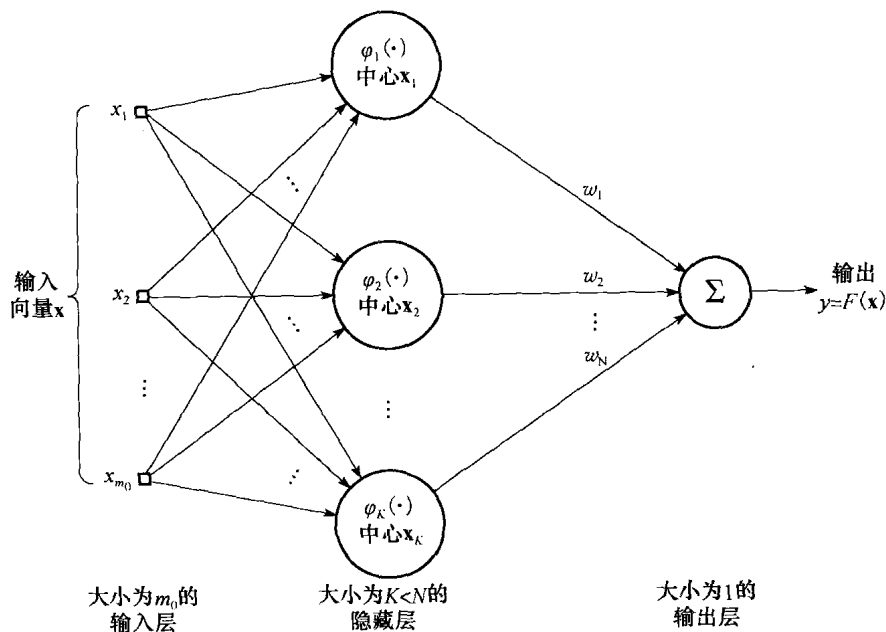 φ₁(·)
中心x₁
x₁
⋯
w₁
φ₂(·)
中心x₂
输入
向量x
x₂
⋯
w₂
⋯
Σ
输出
y=F(x)
w_N
⋮
⋮
x_{m₀}
⋯
φ_K(·)
中心x_K
大小为m₀的
输入层
大小为K<N的
隐藏层
大小为1的
输出层